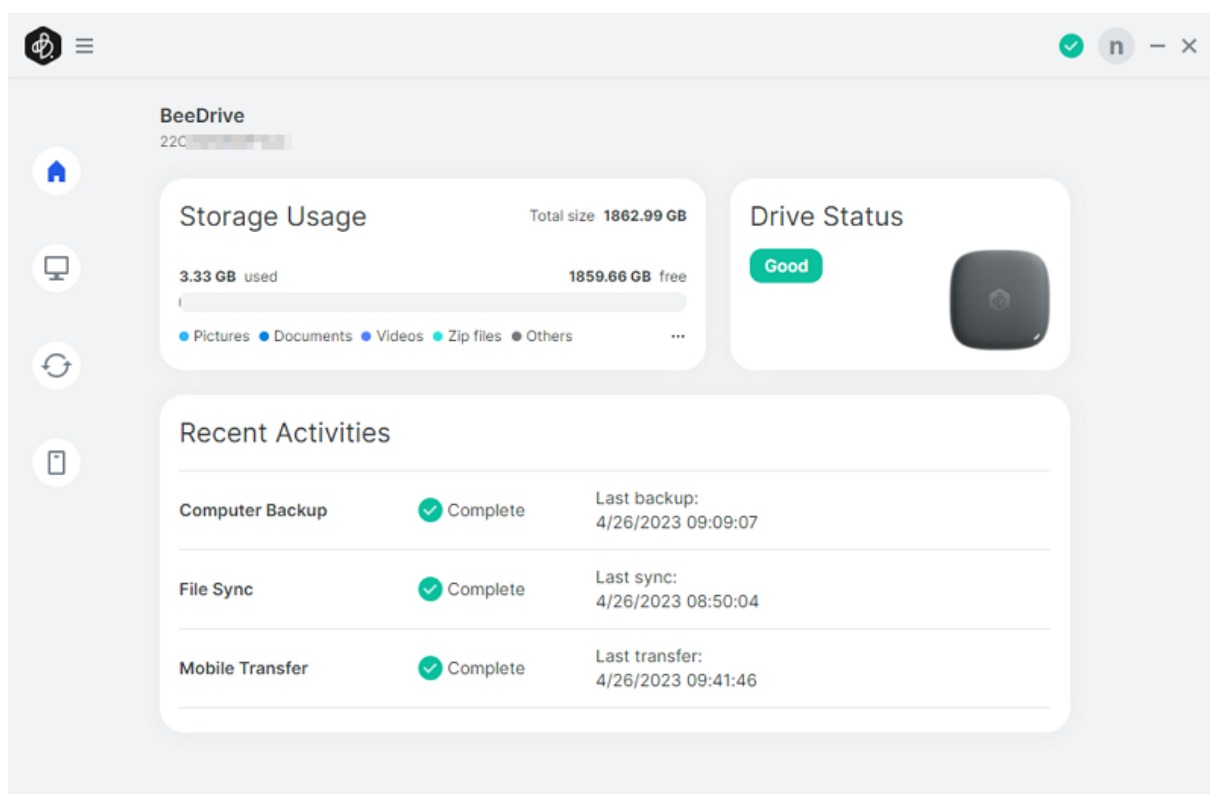 n
BeeDrive
22C
Storage Usage
Total size 1862.99 GB
3.33 GB used
1859.66 GB free
Pictures Documents Videos Zip files Others
Drive Status
Good
Recent Activities
Computer Backup
Complete
Last backup:
4/26/2023 09:09:07
File Sync
Complete
Last sync:
4/26/2023 08:50:04
Mobile Transfer
Complete
Last transfer:
4/26/2023 09:41:46